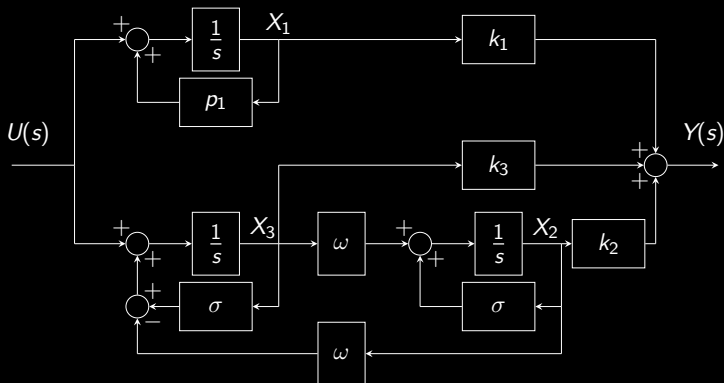 + 1/s X₁ k₁
+
p₁
U(s) Y(s)
+ k₃
+
+ 1/s X₃ ω + 1/s X₂ k₂
+ +
+ σ σ
−
ω